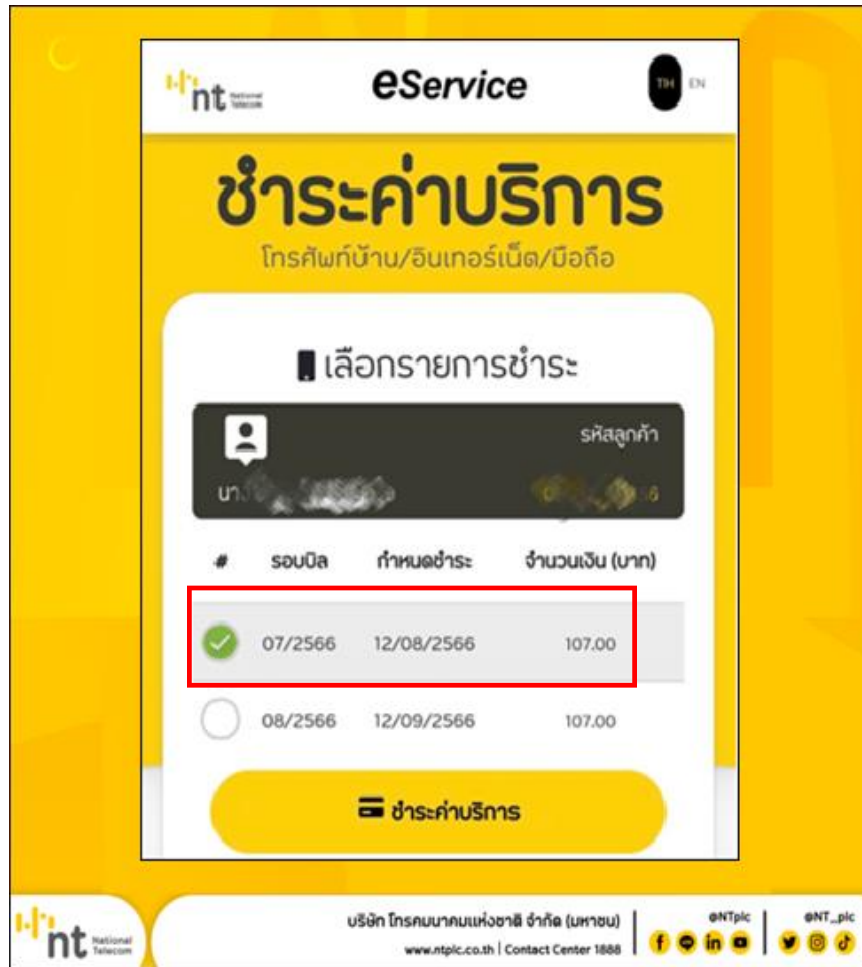 nt National Telecom
eService
TH EN
ชำระค่าบริการ
โทรศัพท์บ้าน/อินเทอร์เน็ต/มือถือ
เลือกรายการชำระ
รหัสลูกค้า
# รอบบิล กำหนดชำระ จำนวนเงิน (บาท)
07/2566 12/08/2566 107.00
08/2566 12/09/2566 107.00
ชำระค่าบริการ
nt National Telecom
บริษัท โทรคมนาคมแห่งชาติ จำกัด (มหาชน)
www.ntplc.co.th | Contact Center 1888
@NTplc
@NT_plc